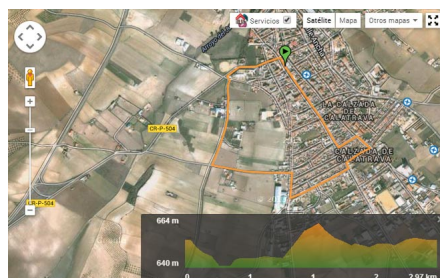 Servicios
Satélite
Mapa
Otros mapas
LA CALZADA
DE
CALATRAVA
CALZADA DE
CALATRAVA
CR-P-504
CR-P-504
664 m
640 m
0 1 1 2 2.97 km